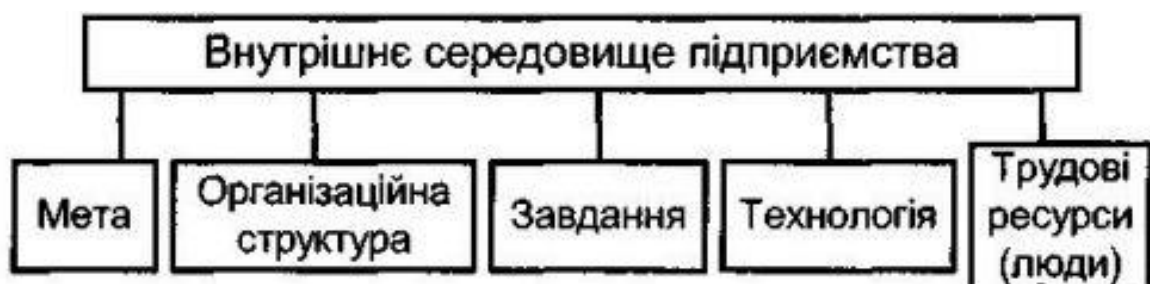 Внутрішнє середовище підприємства
Мета
Організаційна
структура
Завдання
Технологія
Трудові
ресурси
(люди)